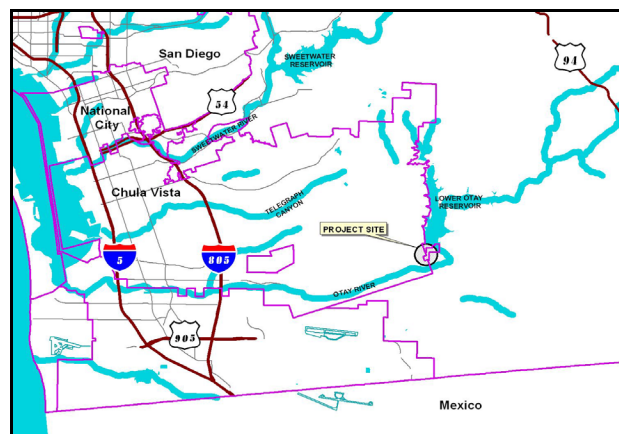 San Diego
SWEETWATER
RESERVOIR
94
54
National
City
SWEETWATER RIVER
Chula Vista
TELEGRAPH
CANYON
LOWER OTAY
RESERVOIR
PROJECT SITE
5
805
OTAY RIVER
905
Mexico